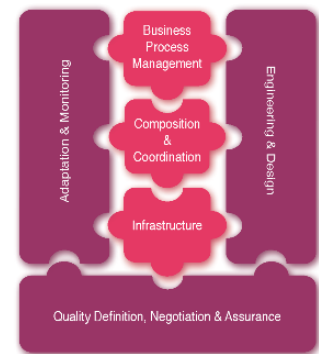 Business
Process
Management
Adaptation & Monitoring
Composition
&
Coordination
Engineering & Design
Infrastructure
Quality Definition, Negotiation & Assurance